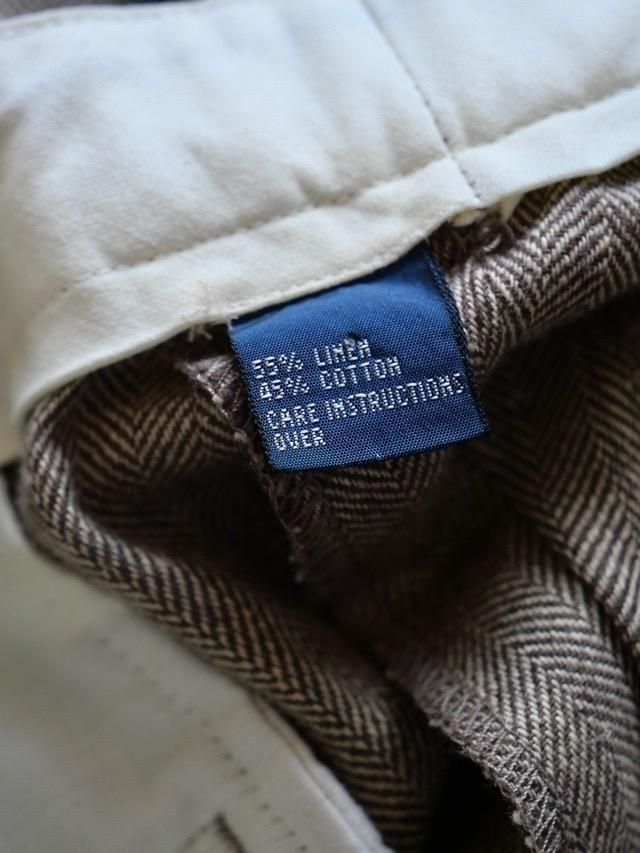 55% LINEN
45% COTTON
CARE INSTRUCTIONS
OVER